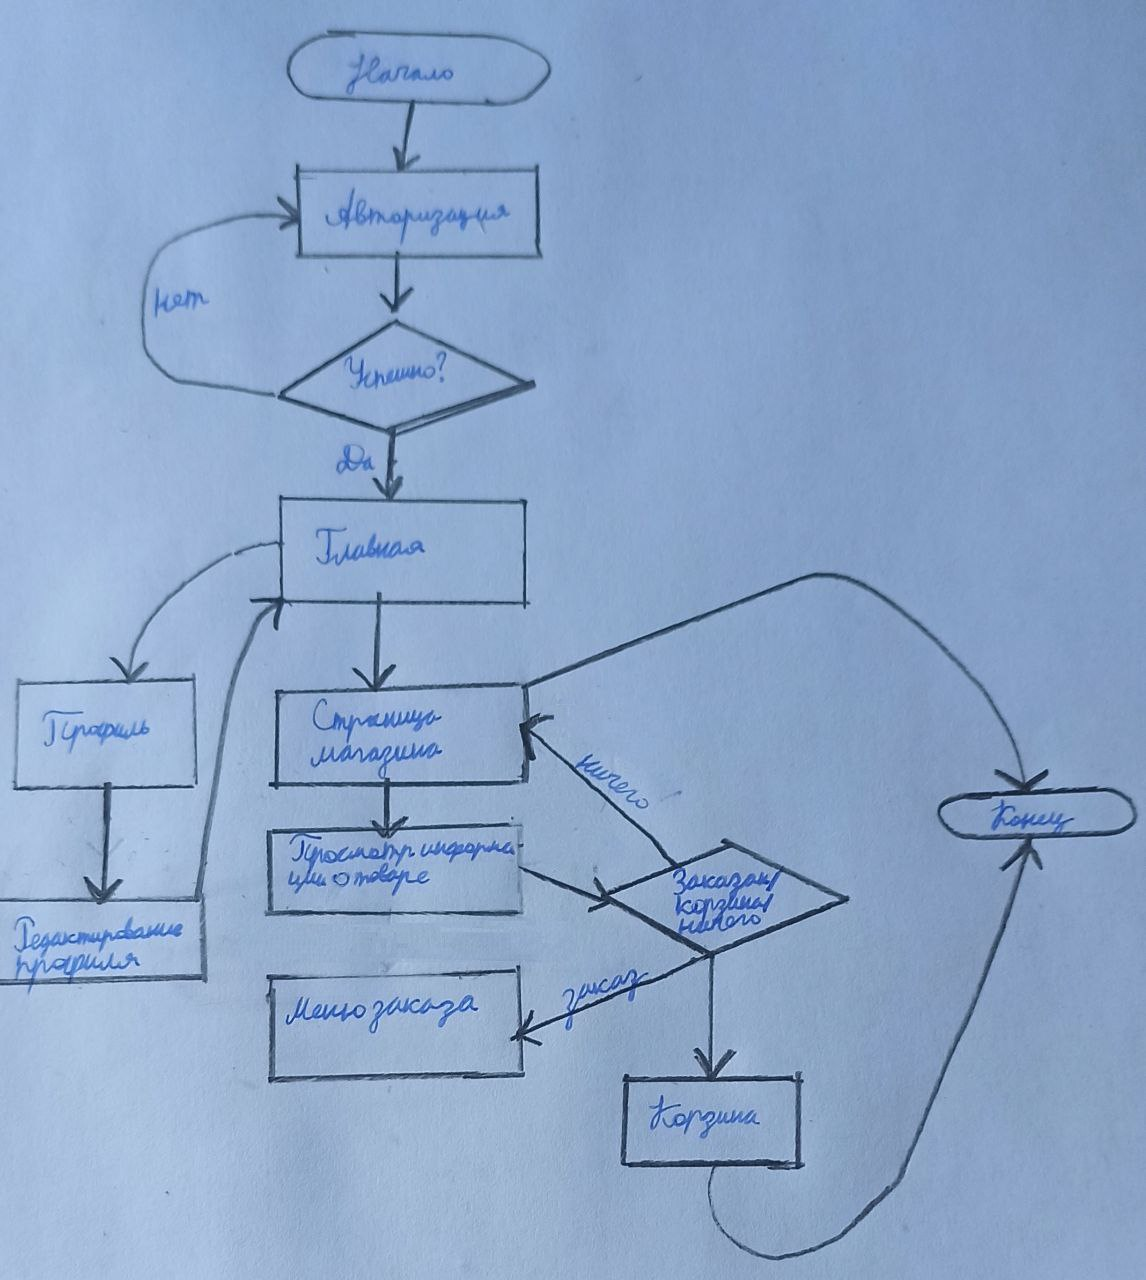 Начало
Авторизация
нет
Успешно?
Да
Главная
Профиль
Страница
магазина
ничего
Конец
Просмотр информа-
ции о товаре
Заказан/
корзина/
ничего
Редактирование
профиля
Меню заказа
заказ
Корзина